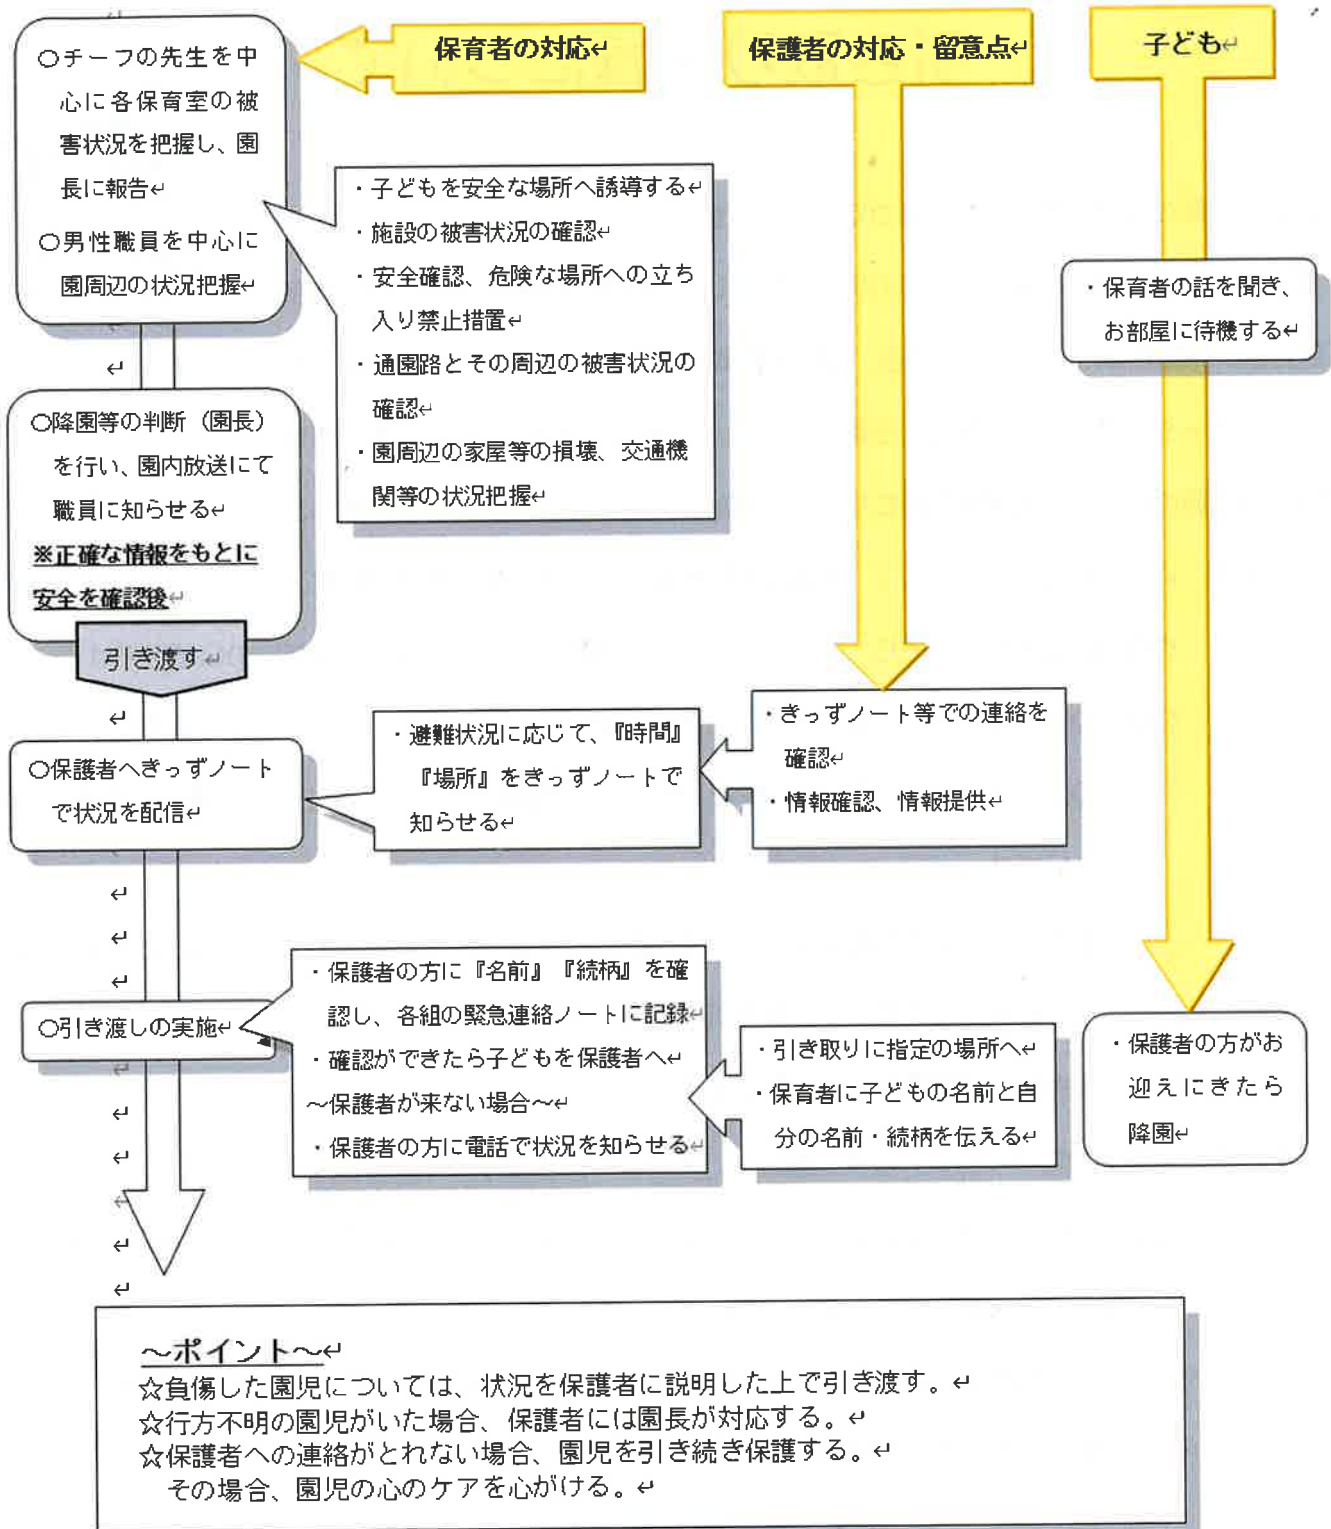 保育者の対応↵
保護者の対応・留意点↵
子ども↵
○チーフの先生を中
心に各保育室の被
害状況を把握し、園
長に報告↵
○男性職員を中心に
園周辺の状況把握↵
・子どもを安全な場所へ誘導する↵
・施設の被害状況の確認↵
・安全確認、危険な場所への立ち
入り禁止措置↵
・通園路とその周辺の被害状況の
確認↵
・園周辺の家屋等の損壊、交通機
関等の状況把握↵
・保育者の話を聞き、
お部屋に待機する↵
○降園等の判断（園長）
を行い、園内放送にて
職員に知らせる↵
※正確な情報をもとに
安全を確認後↵
引き渡す↵
○保護者へきっずノート
で状況を配信↵
・避難状況に応じて、『時間』
『場所』をきっずノートで
知らせる↵
・きっずノート等での連絡を
確認↵
・情報確認、情報提供↵
○引き渡しの実施↵
・保護者の方に『名前』『続柄』を確
認し、各組の緊急連絡ノートに記録↵
・確認ができたら子どもを保護者へ↵
～保護者が来ない場合～↵
・保護者の方に電話で状況を知らせる↵
・引き取りに指定の場所へ↵
・保育者に子どもの名前と自
分の名前・続柄を伝える↵
・保護者の方がお
迎えにきたら
降園↵
～ポイント～↵
☆負傷した園児については、状況を保護者に説明した上で引き渡す。↵
☆行方不明の園児がいた場合、保護者には園長が対応する。↵
☆保護者への連絡がとれない場合、園児を引き続き保護する。↵
その場合、園児の心のケアを心がける。↵